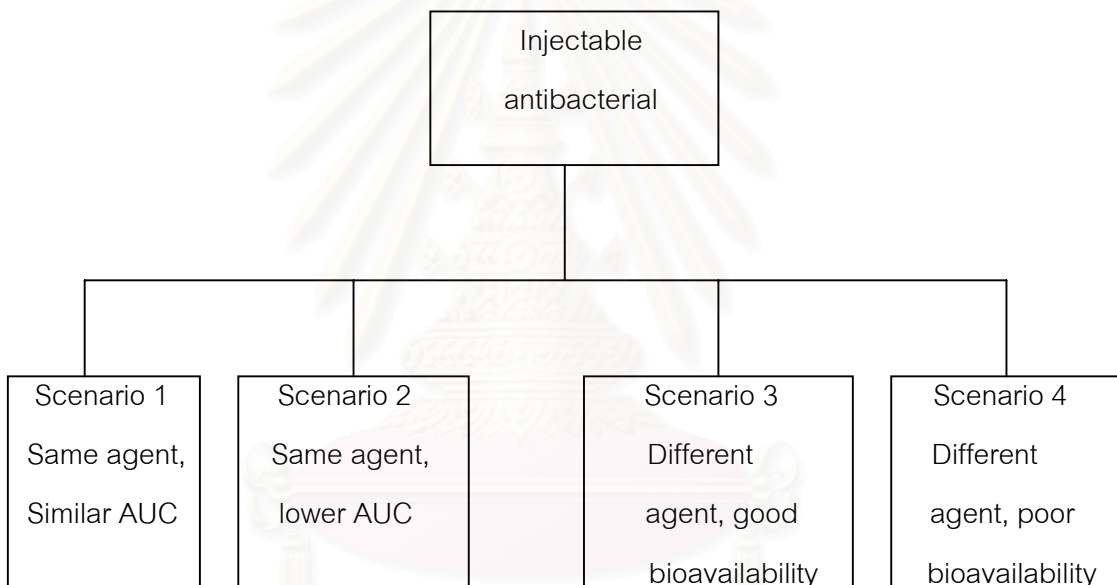 Injectable
antibacterial
Scenario 1
Same agent,
Similar AUC
Scenario 2
Same agent,
lower AUC
Scenario 3
Different
agent, good
bioavailability
Scenario 4
Different
agent, poor
bioavailability